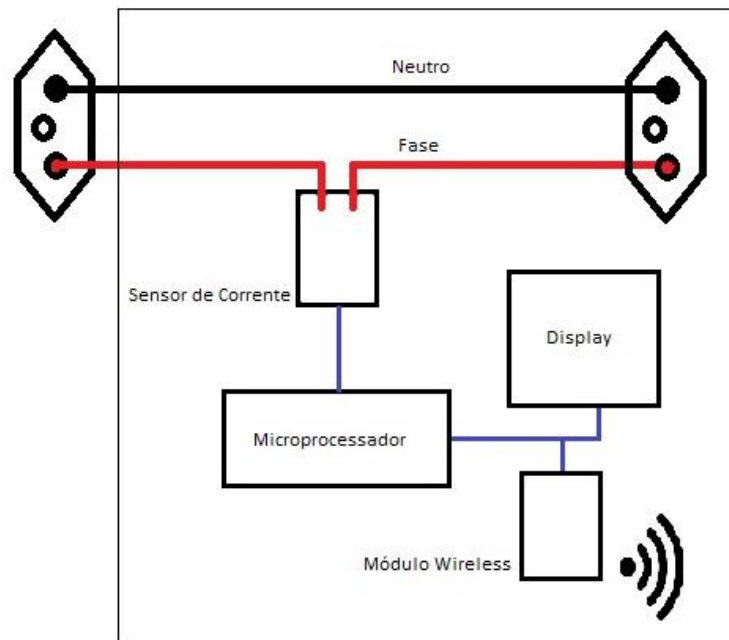 Neutro
Fase
Sensor de Corrente
Display
Microprocessador
Módulo Wireless